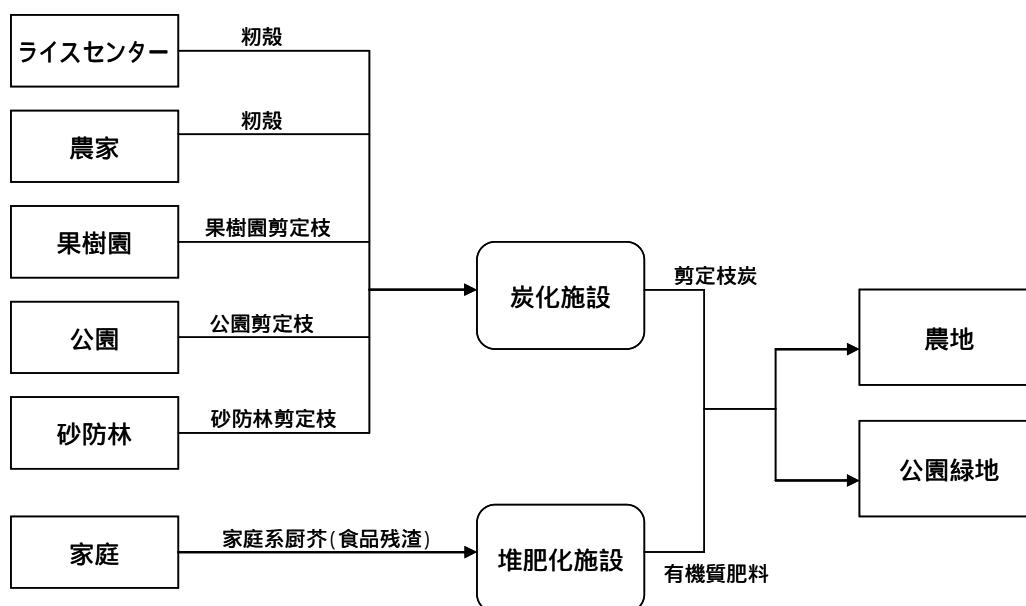 ライスセンター
籾殻
農家
籾殻
果樹園
果樹園剪定枝
公園
公園剪定枝
砂防林
砂防林剪定枝
炭化施設
剪定枝炭
農地
公園緑地
家庭
家庭系厨芥(食品残渣)
堆肥化施設
有機質肥料